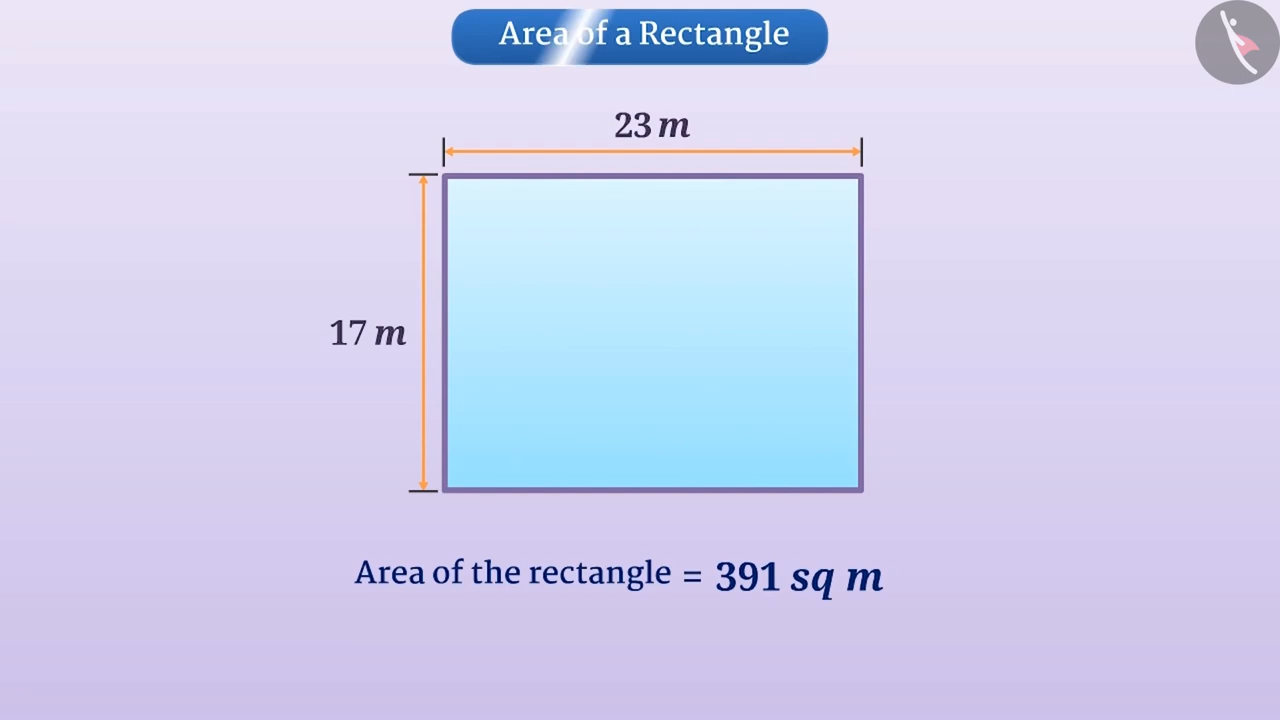 Area of a Rectangle
23 m
17 m
Area of the rectangle = 391 sq m